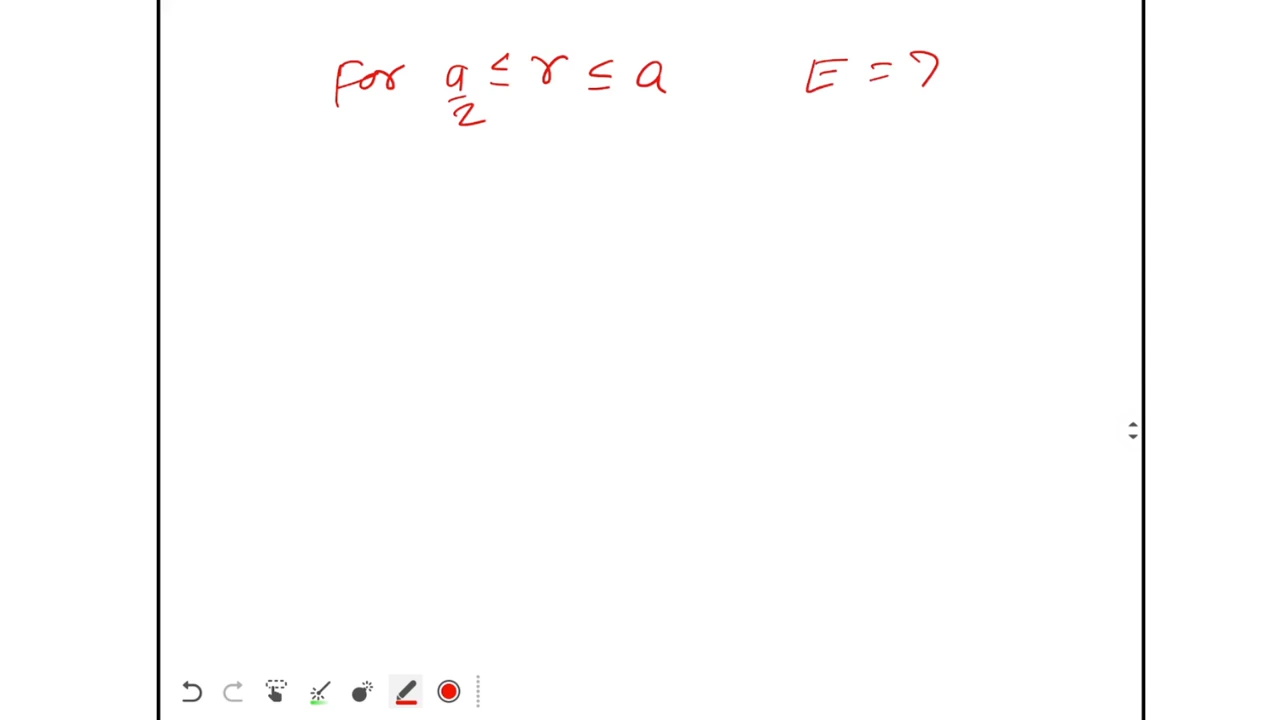 For a/2 ≤ r ≤ a E = ?